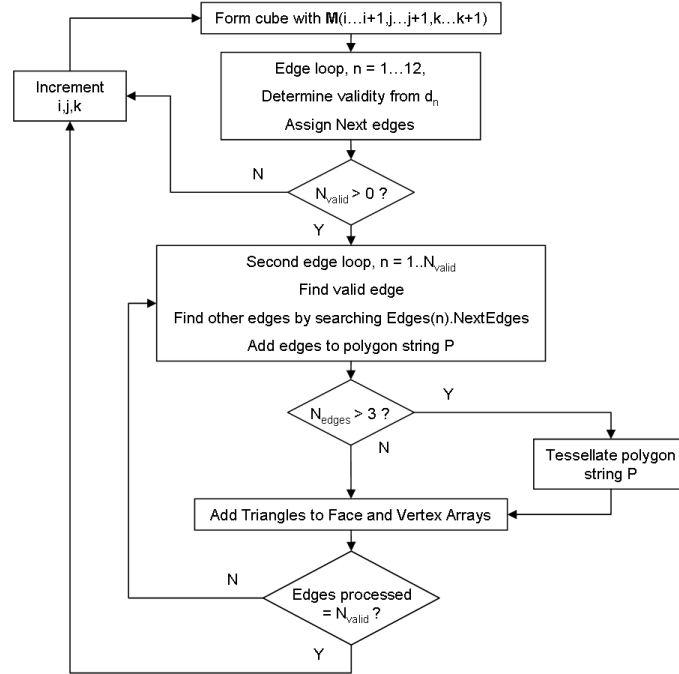 Form cube with M(i…i+1,j…j+1,k…k+1)
Increment
i,j,k
Edge loop, n = 1…12,
Determine validity from dn
Assign Next edges
N
Nvalid > 0 ?
Y
Second edge loop, n = 1..Nvalid
Find valid edge
Find other edges by searching Edges(n).NextEdges
Add edges to polygon string P
Y
Nedges > 3 ?
N
Tessellate polygon
string P
Add Triangles to Face and Vertex Arrays
N
Edges processed
= Nvalid ?
Y